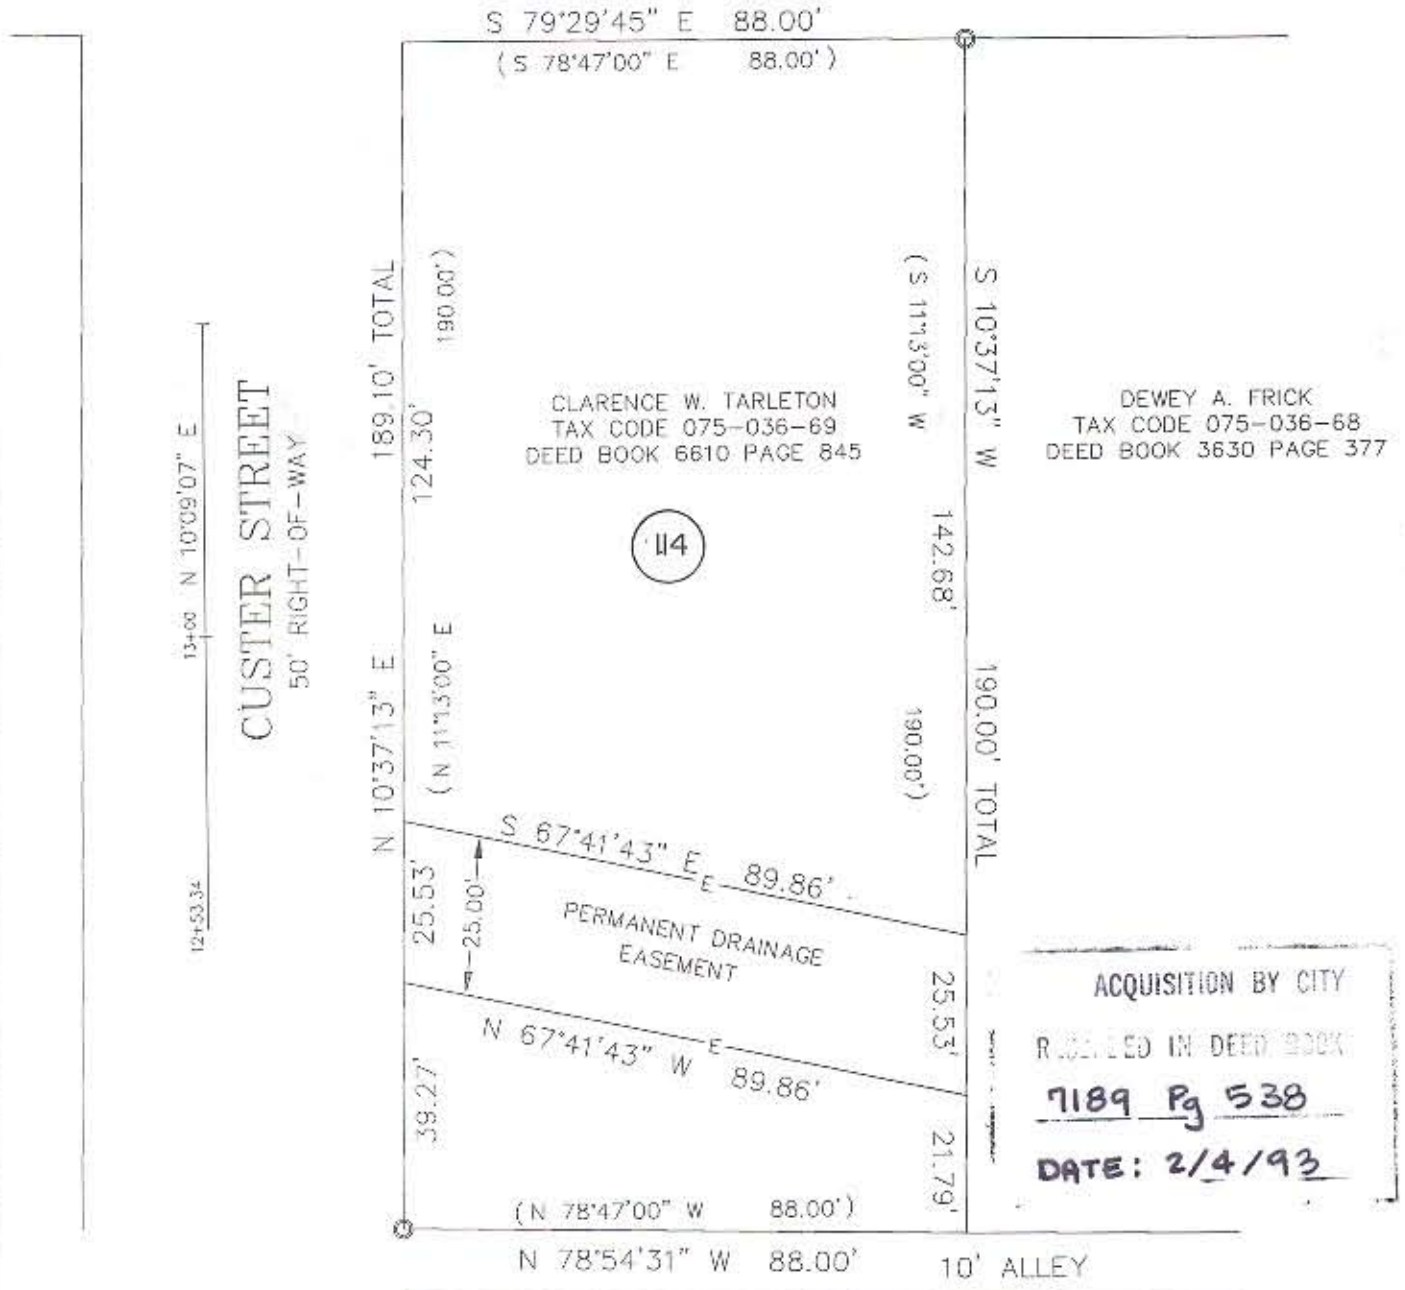 S 79°29'45" E 88.00'
(S 78°47'00" E 88.00')
189.10' TOTAL
(190.00')
124.30'
N 10°37'13" E
(N 11°13'00" E
CUSTER STREET
50' RIGHT-OF-WAY
N 10°09'07" E
13+00
12+53.34
CLARENCE W. TARLETON
TAX CODE 075-036-69
DEED BOOK 6610 PAGE 845
114
(S 11°13'00" W
190.00')
S 10°37'13" W
142.68'
190.00' TOTAL
DEWEY A. FRICK
TAX CODE 075-036-68
DEED BOOK 3630 PAGE 377
S 67°41'43" E 89.86'
E
25.53'
25.00'
PERMANENT DRAINAGE
EASEMENT
25.53'
E
N 67°41'43" W 89.86'
39.27'
21.79'
(N 78°47'00" W 88.00')
N 78°54'31" W 88.00'
10' ALLEY
ACQUISITION BY CITY
IN DEED BOOK
7189 Pg 538
DATE: 2/4/93